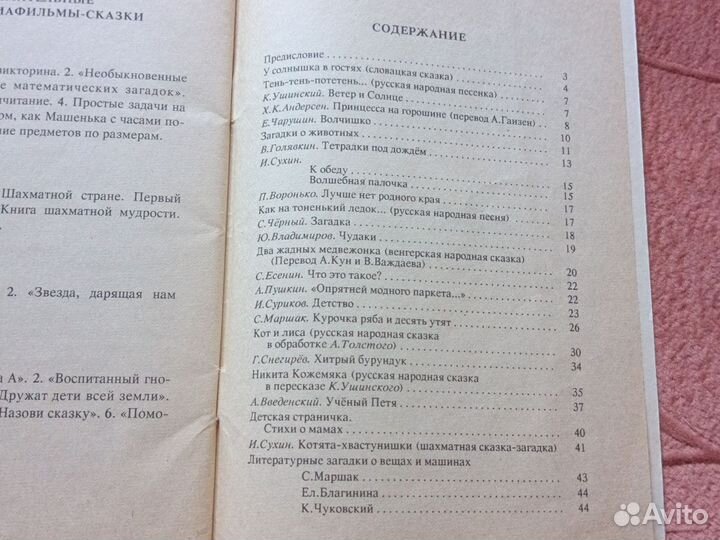 ИТЕЛЬНЫЕ
ИАФИЛЬМЫ-СКАЗКИ
викторина. 2. «Необыкновенные
е математических загадок».
читание. 4. Простые задачи на
ом, как Машенька с часами по-
ние предметов по размерам.
Шахматной стране. Первый
Книга шахматной мудрости.
2. «Звезда, дарящая нам
а А». 2. «Воспитанный гно-
Дружат дети всей земли».
Назови сказку». 6. «Помо-
СОДЕРЖАНИЕ
Предисловие 3
У солнышка в гостях (словацкая сказка) 4
Тень-тень-потетень... (русская народная песенка) 7
К.Ушинский. Ветер и Солнце 7
Х.К.Андерсен. Принцесса на горошине (перевод А.Ганзен) 8
Е.Чарушин. Волчишко 10
Загадки о животных 11
В.Голявкин. Тетрадки под дождём 13
И.Сухин.
К обеду 15
Волшебная палочка 15
П.Воронько. Лучше нет родного края 17
Как на тоненький ледок... (русская народная песня) 17
С.Чёрный. Загадка 18
Ю.Владимиров. Чудаки 19
Два жадных медвежонка (венгерская народная сказка)
(Перевод А.Кун и В.Важдаева) 20
С.Есенин. Что это такое? 22
А.Пушкин. «Опрятней модного паркета...» 22
И.Суриков. Детство 23
С.Маршак. Курочка ряба и десять утят 26
Кот и лиса (русская народная сказка
в обработке А.Толстого) 30
Г.Снегирёв. Хитрый бурундук 34
Никита Кожемяка (русская народная сказка
в пересказе К.Ушинского) 35
А.Введенский. Учёный Петя 37
Детская страничка.
Стихи о мамах 40
И.Сухин. Котята-хвастунишки (шахматная сказка-загадка) 41
Литературные загадки о вещах и машинах
С.Маршак 43
Ел.Благинина 44
К.Чуковский 44
Avito